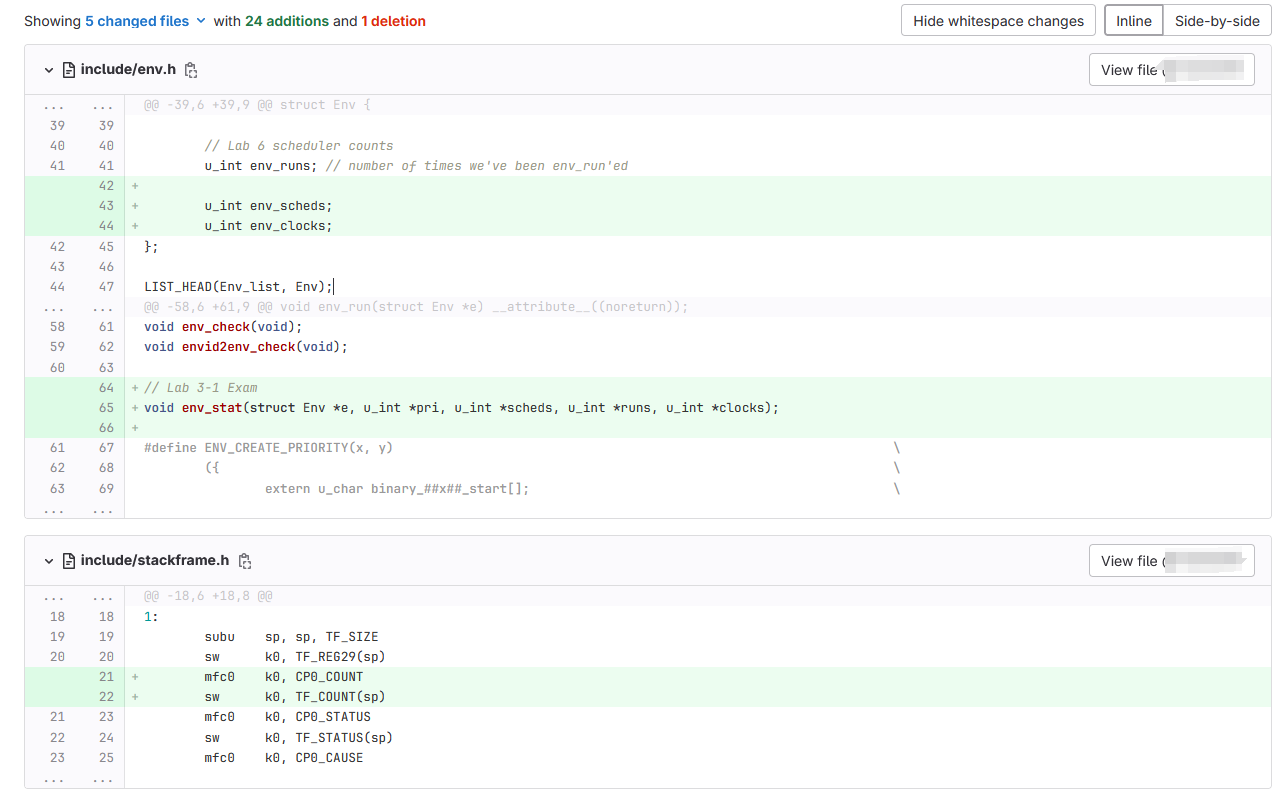 Showing 5 changed files with 24 additions and 1 deletion
Hide whitespace changes Inline Side-by-side
include/env.h View file
... ... @@ -39,6 +39,9 @@ struct Env {
39 39
40 40 // Lab 6 scheduler counts
41 41 u_int env_runs; // number of times we've been env_run'ed
42 +
43 + u_int env_scheds;
44 + u_int env_clocks;
42 45 };
43 46
44 47 LIST_HEAD(Env_list, Env);
... ... @@ -58,6 +61,9 @@ void env_run(struct Env *e) __attribute__((noreturn));
58 61 void env_check(void);
59 62 void envid2env_check(void);
60 63
64 + // Lab 3-1 Exam
65 + void env_stat(struct Env *e, u_int *pri, u_int *scheds, u_int *runs, u_int *clocks);
66 +
61 67 #define ENV_CREATE_PRIORITY(x, y) \
62 68 ({ \
63 69 extern u_char binary_##x##_start[]; \
... ...
include/stackframe.h View file (
... ... @@ -18,6 +18,8 @@
18 18 1:
19 19 subu sp, sp, TF_SIZE
20 20 sw k0, TF_REG29(sp)
21 + mfc0 k0, CP0_COUNT
22 + sw k0, TF_COUNT(sp)
21 23 mfc0 k0, CP0_STATUS
22 24 sw k0, TF_STATUS(sp)
23 25 mfc0 k0, CP0_CAUSE
... ...